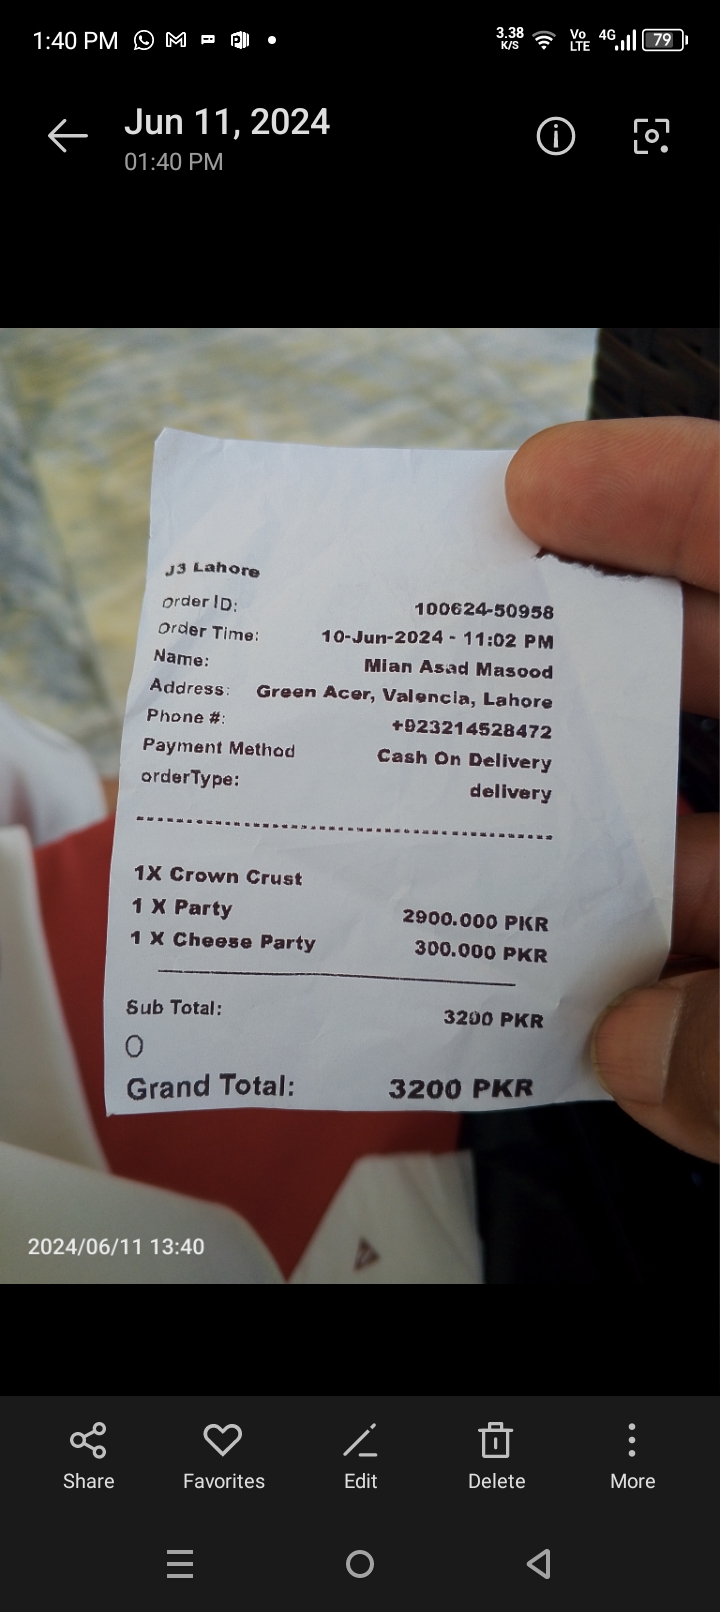 1:40 PM
3.38 K/S
Vo LTE
4G
79
Jun 11, 2024
01:40 PM
J3 Lahore
Order ID: 100624-50958
Order Time: 10-Jun-2024 - 11:02 PM
Name: Mian Asad Masood
Address: Green Acer, Valencia, Lahore
Phone #: +923214528472
Payment Method Cash On Delivery
orderType: delivery
1X Crown Crust
1 X Party 2900.000 PKR
1 X Cheese Party 300.000 PKR
Sub Total: 3200 PKR
0
Grand Total: 3200 PKR
2024/06/11 13:40
Share
Favorites
Edit
Delete
More